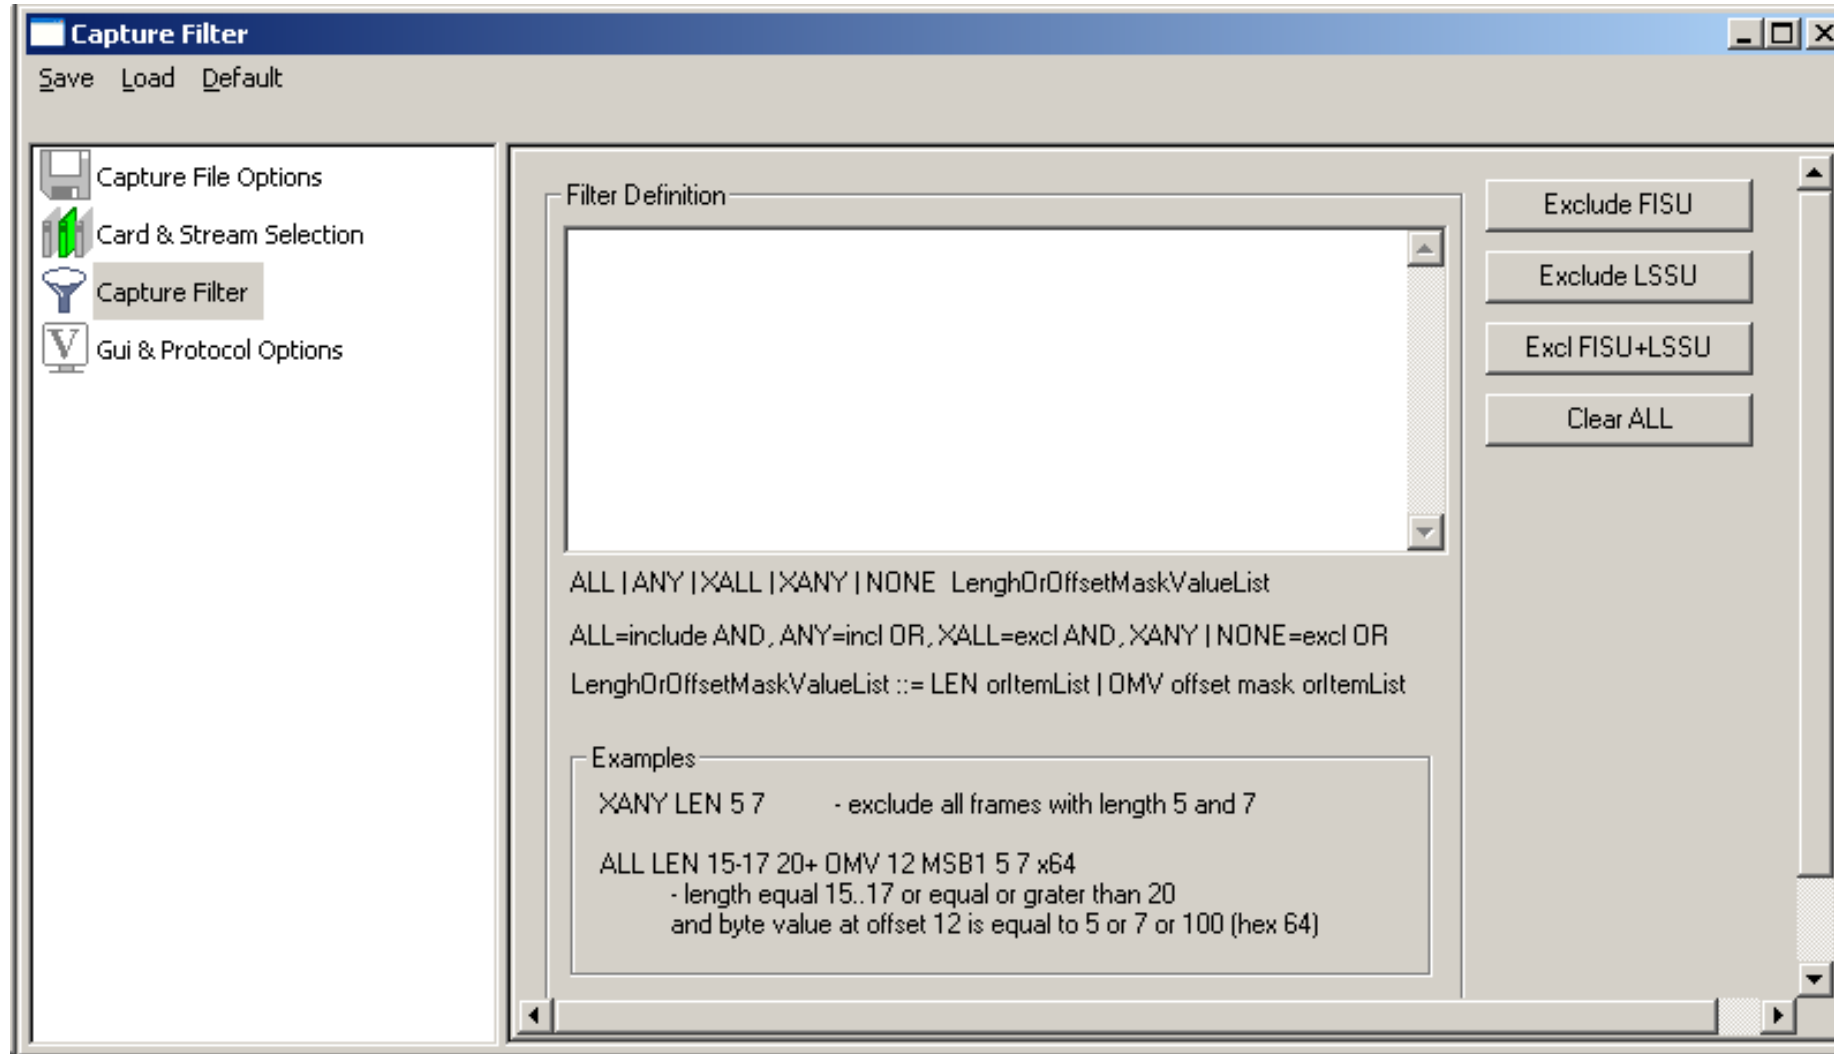 Capture Filter
Save Load Default
Capture File Options
Card & Stream Selection
Capture Filter
V Gui & Protocol Options
Filter Definition
ALL | ANY | XALL | XANY | NONE LenghOrOffsetMaskValueList
ALL=include AND, ANY=incl OR, XALL=excl AND, XANY | NONE=excl OR
LenghOrOffsetMaskValueList ::= LEN orItemList | OMV offset mask orItemList
Examples
XANY LEN 5 7 - exclude all frames with length 5 and 7
ALL LEN 15-17 20+ OMV 12 MSB1 5 7 x64
- length equal 15..17 or equal or grater than 20
and byte value at offset 12 is equal to 5 or 7 or 100 (hex 64)
Exclude FISU
Exclude LSSU
Excl FISU+LSSU
Clear ALL